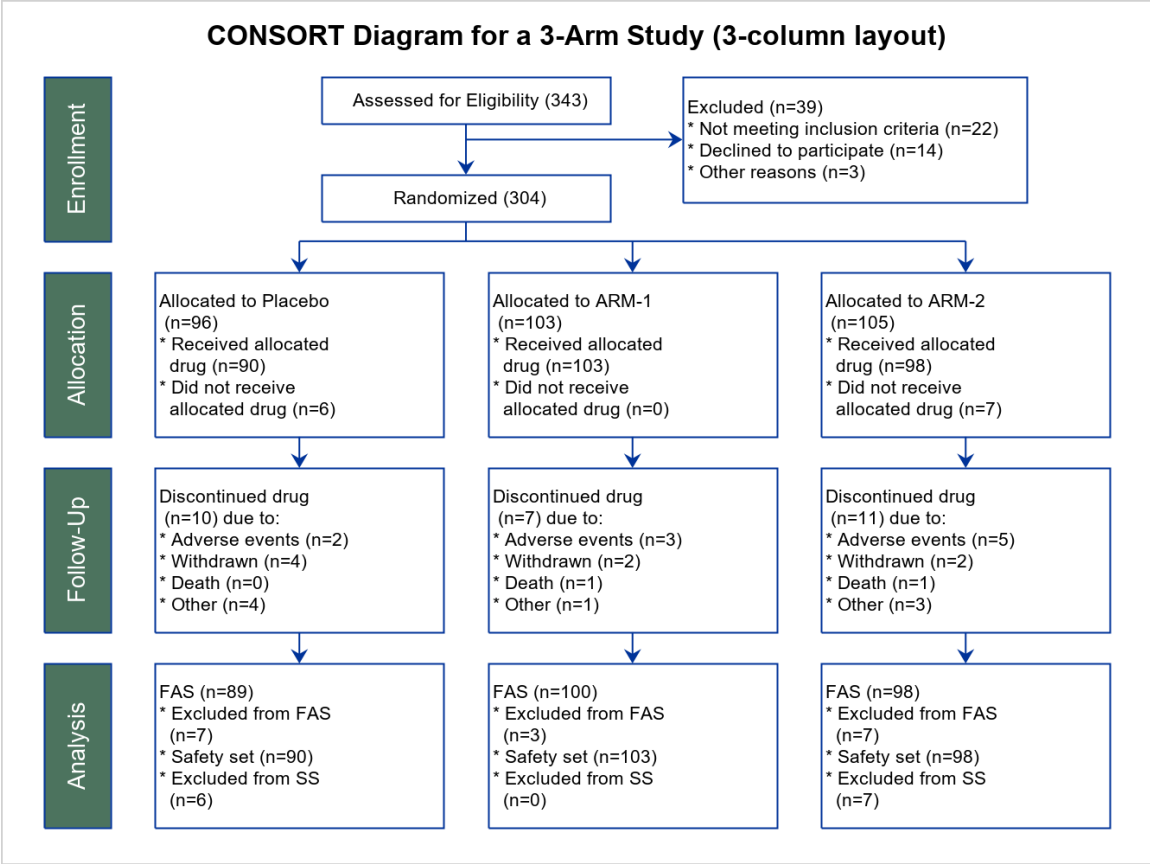 CONSORT Diagram for a 3-Arm Study (3-column layout)
Enrollment
Assessed for Eligibility (343)
Excluded (n=39)
* Not meeting inclusion criteria (n=22)
* Declined to participate (n=14)
* Other reasons (n=3)
Randomized (304)
Allocation
Allocated to Placebo
(n=96)
* Received allocated
drug (n=90)
* Did not receive
allocated drug (n=6)
Allocated to ARM-1
(n=103)
* Received allocated
drug (n=103)
* Did not receive
allocated drug (n=0)
Allocated to ARM-2
(n=105)
* Received allocated
drug (n=98)
* Did not receive
allocated drug (n=7)
Follow-Up
Discontinued drug
(n=10) due to:
* Adverse events (n=2)
* Withdrawn (n=4)
* Death (n=0)
* Other (n=4)
Discontinued drug
(n=7) due to:
* Adverse events (n=3)
* Withdrawn (n=2)
* Death (n=1)
* Other (n=1)
Discontinued drug
(n=11) due to:
* Adverse events (n=5)
* Withdrawn (n=2)
* Death (n=1)
* Other (n=3)
Analysis
FAS (n=89)
* Excluded from FAS
(n=7)
* Safety set (n=90)
* Excluded from SS
(n=6)
FAS (n=100)
* Excluded from FAS
(n=3)
* Safety set (n=103)
* Excluded from SS
(n=0)
FAS (n=98)
* Excluded from FAS
(n=7)
* Safety set (n=98)
* Excluded from SS
(n=7)